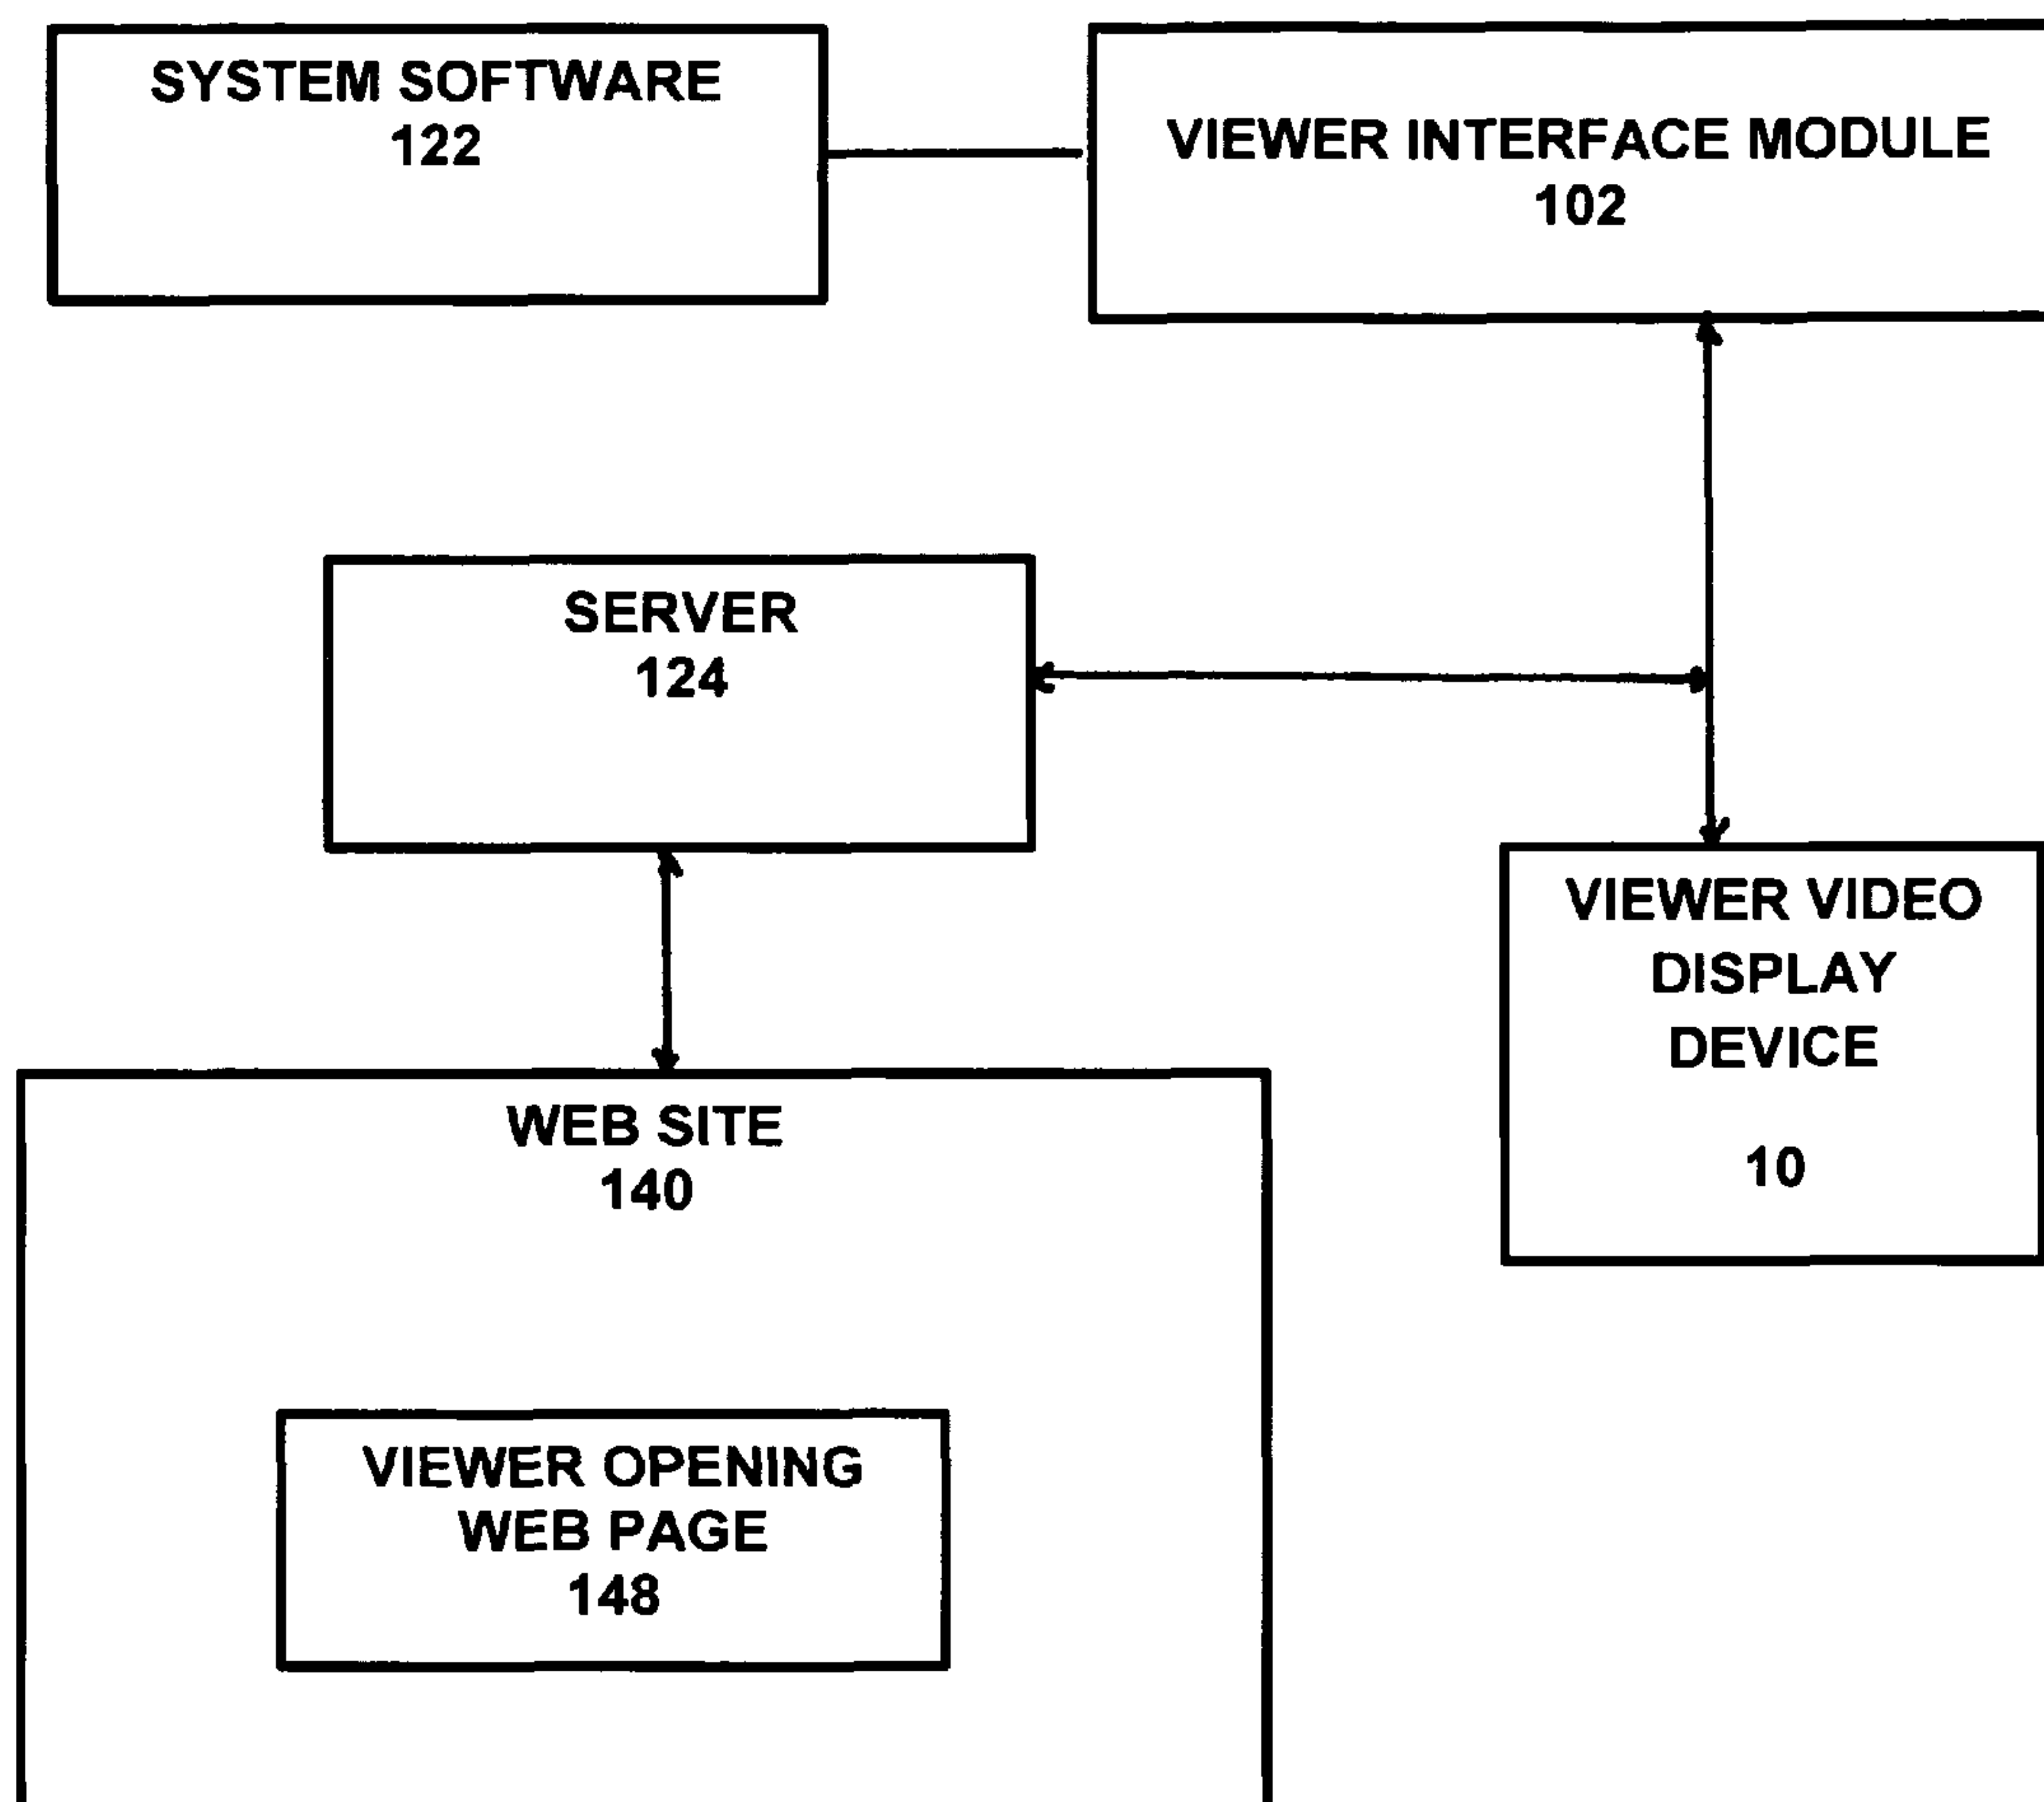 SYSTEM SOFTWARE
122
VIEWER INTERFACE MODULE
102
SERVER
124
VIEWER VIDEO
DISPLAY
DEVICE
10
WEB SITE
140
VIEWER OPENING
WEB PAGE
148